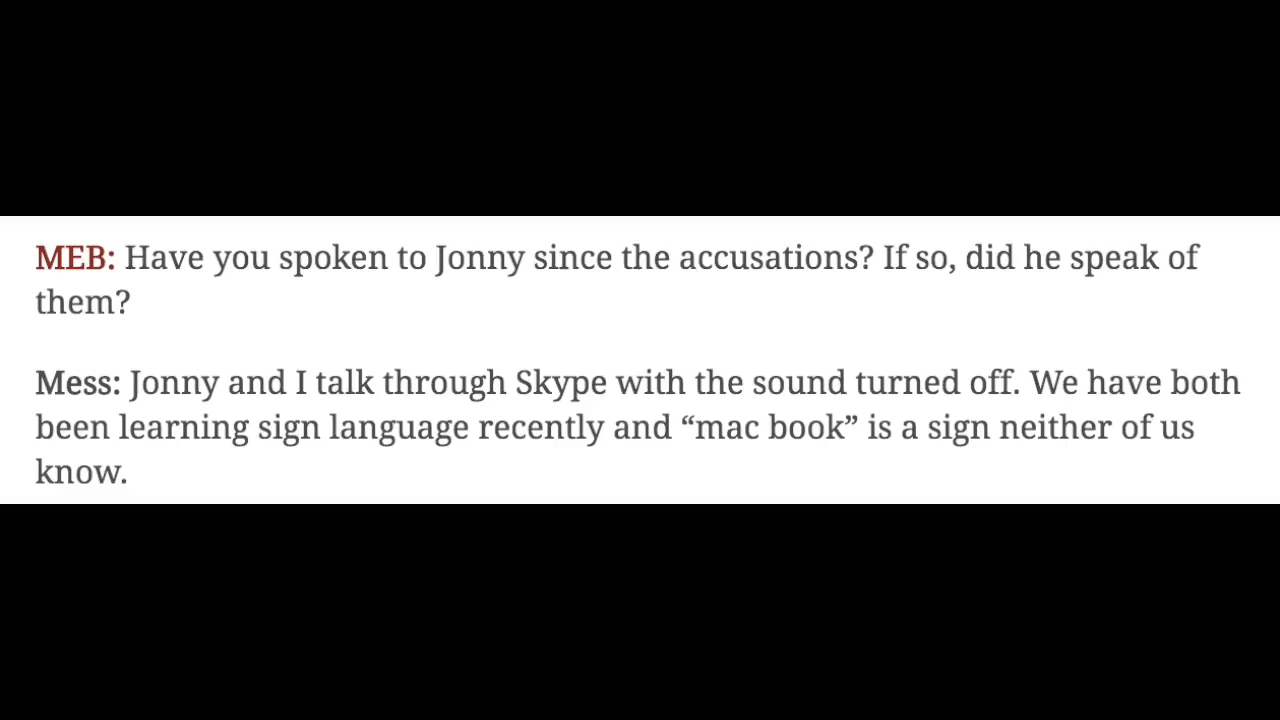 MEB: Have you spoken to Jonny since the accusations? If so, did he speak of
them?
Mess: Jonny and I talk through Skype with the sound turned off. We have both
been learning sign language recently and “mac book” is a sign neither of us
know.